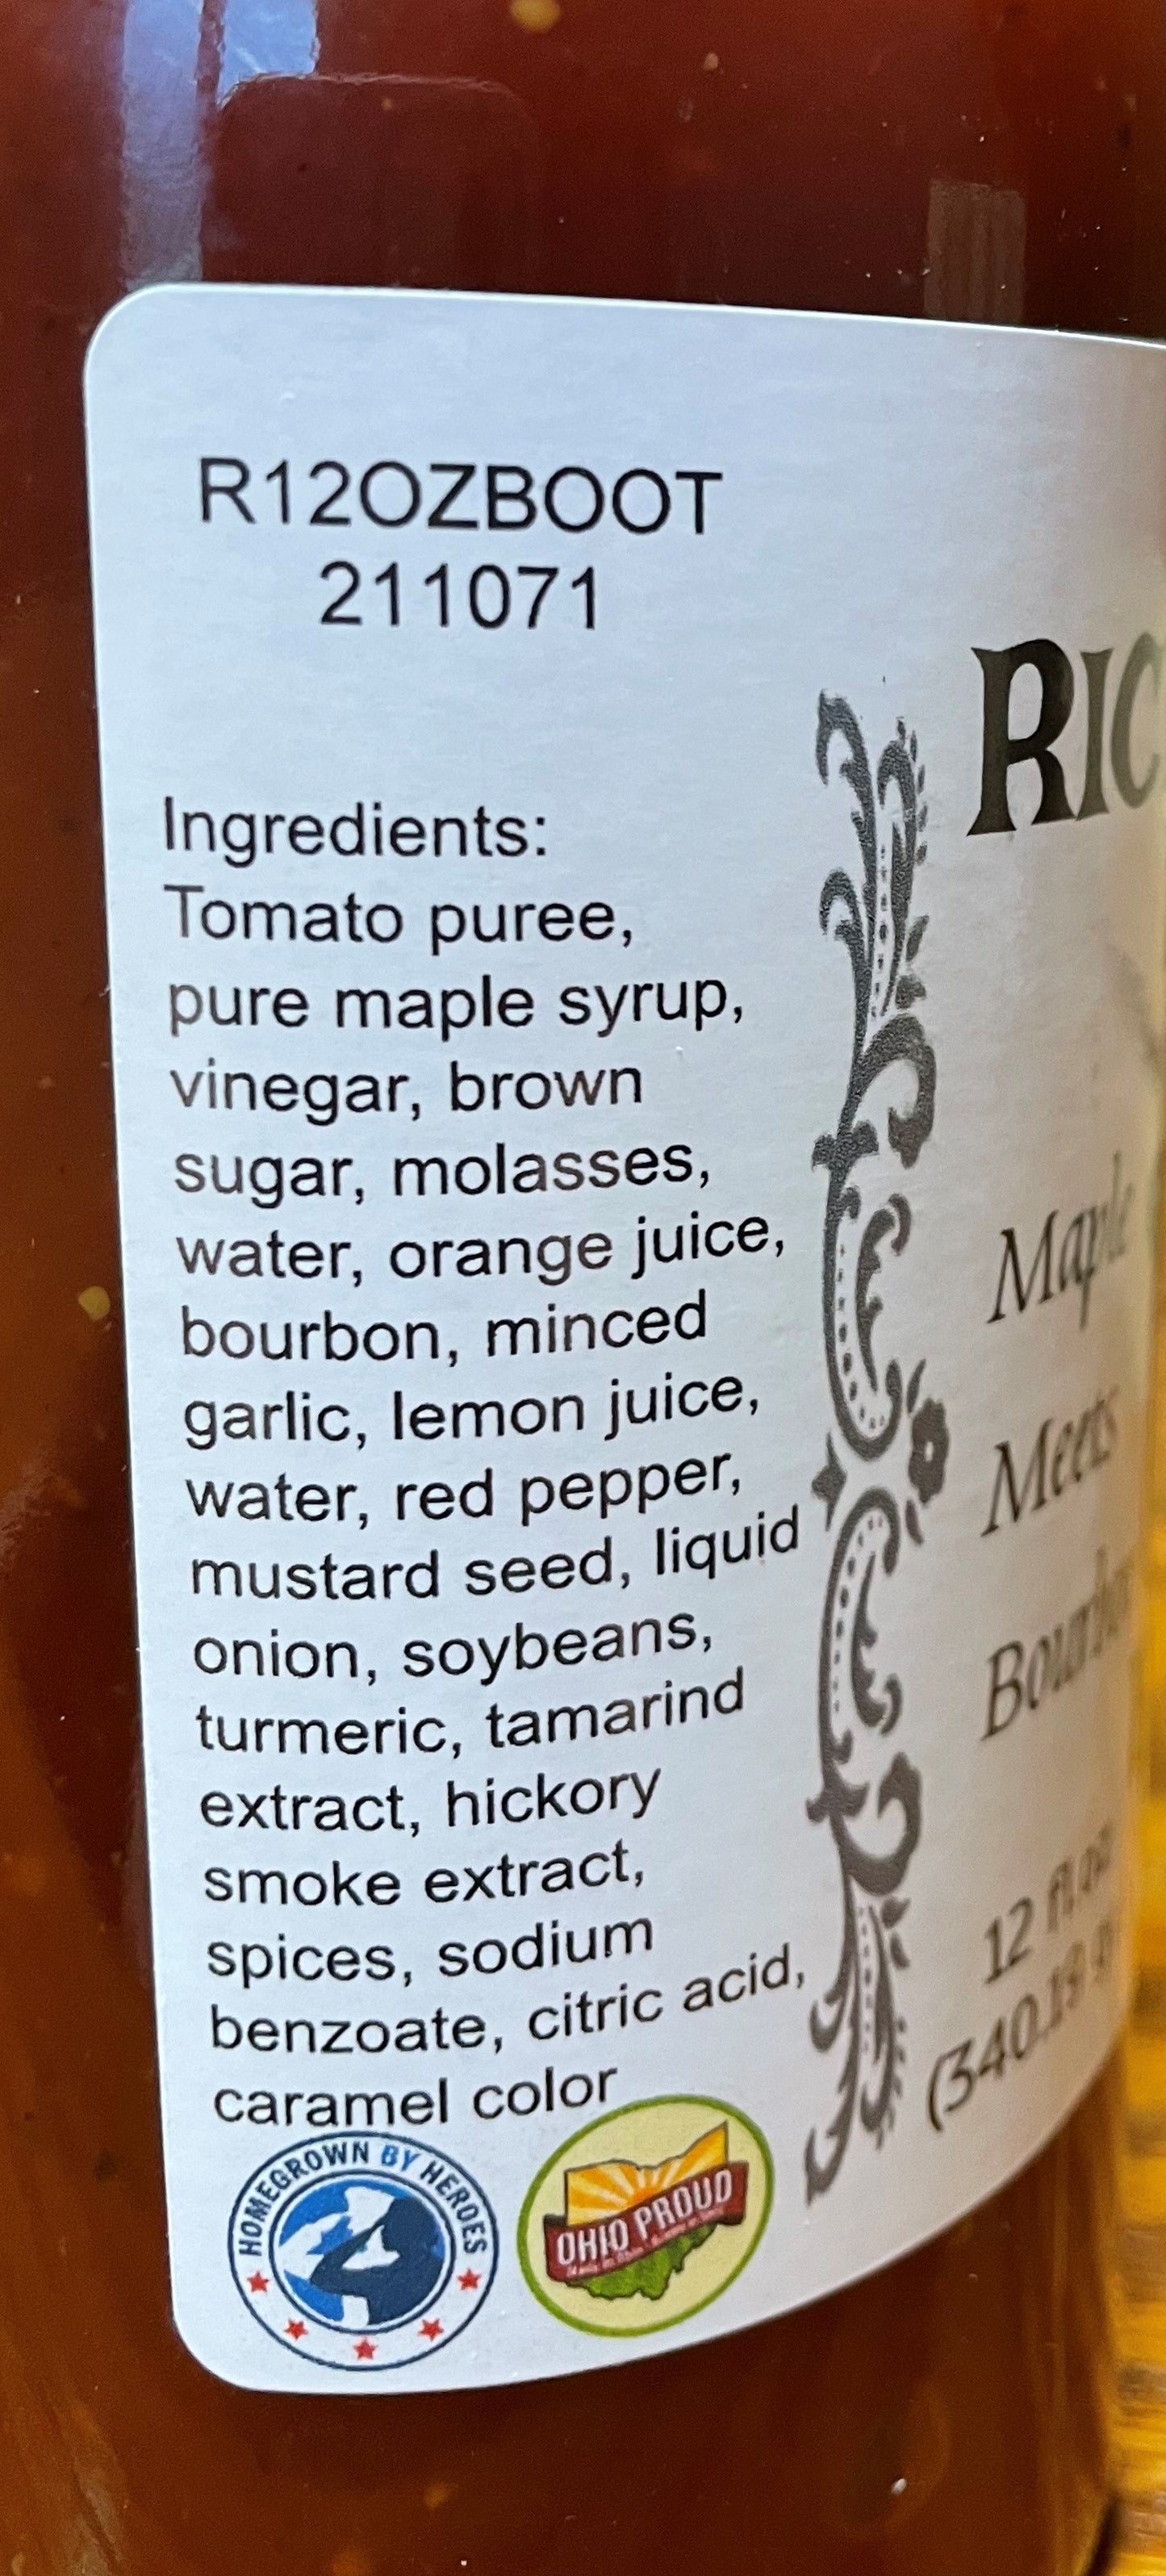 R12OZBOOT
211071
Ingredients:
Tomato puree,
pure maple syrup,
vinegar, brown
sugar, molasses,
water, orange juice,
bourbon, minced
garlic, lemon juice,
water, red pepper,
mustard seed, liquid
onion, soybeans,
turmeric, tamarind
extract, hickory
smoke extract,
spices, sodium
benzoate, citric acid,
caramel color
HOMEGROWN BY HEROES
OHIO PROUD
RIC
Maple
Meets
12 fl oz